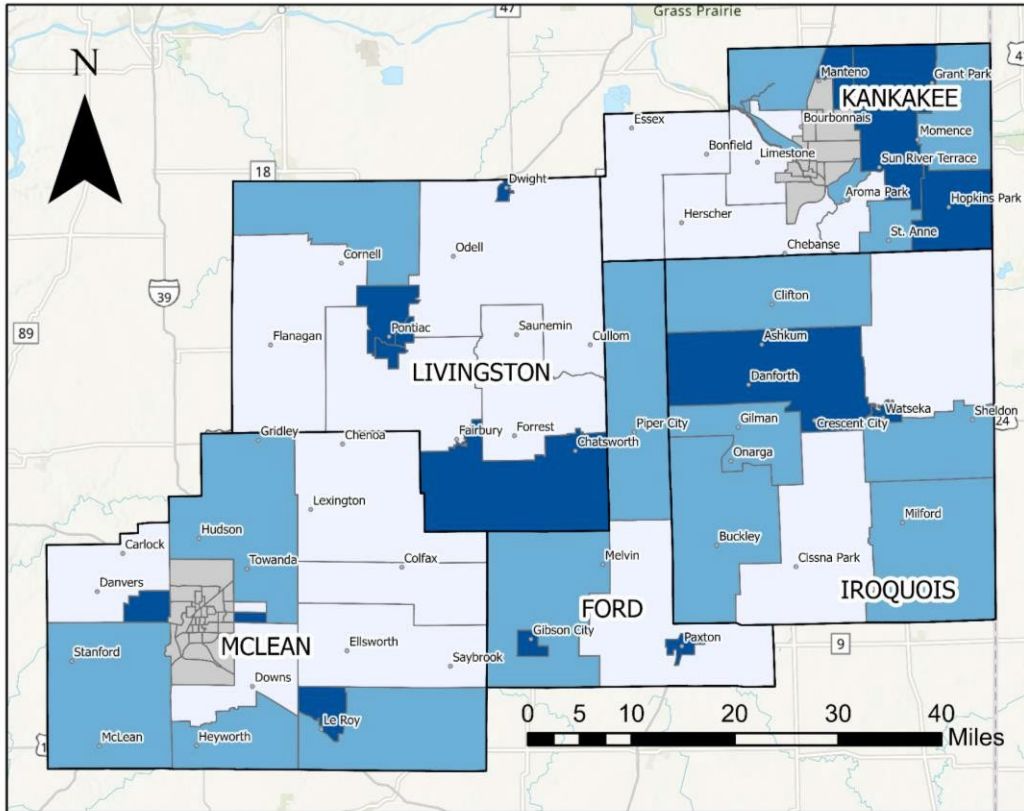 47
Grass Prairie
N
Manteno
Grant Park
KANKAKEE
Essex
Bourbonnais
Momence
Bonfield
Limestone
Sun River Terrace
18
Dwight
Aroma Park
Hopkins Park
Herscher
St. Anne
Odell
Chebanse
Cornell
39
Clifton
89
Flanagan
Pontiac
Saunemin
Cullom
Ashkum
LIVINGSTON
Danforth
Watseka
Gridley
Chenoa
Fairbury
Forrest
Piper City
Gilman
Crescent City
Sheldon
24
Chatsworth
Onarga
Lexington
Hudson
Milford
Carlock
Buckley
Towanda
Colfax
Melvin
Cissna Park
Danvers
IROQUOIS
FORD
Gibson City
MCLEAN
Ellsworth
Paxton
9
Stanford
Saybrook
Downs
0 5 10 20 30 40
Le Roy
Miles
McLean
Heyworth